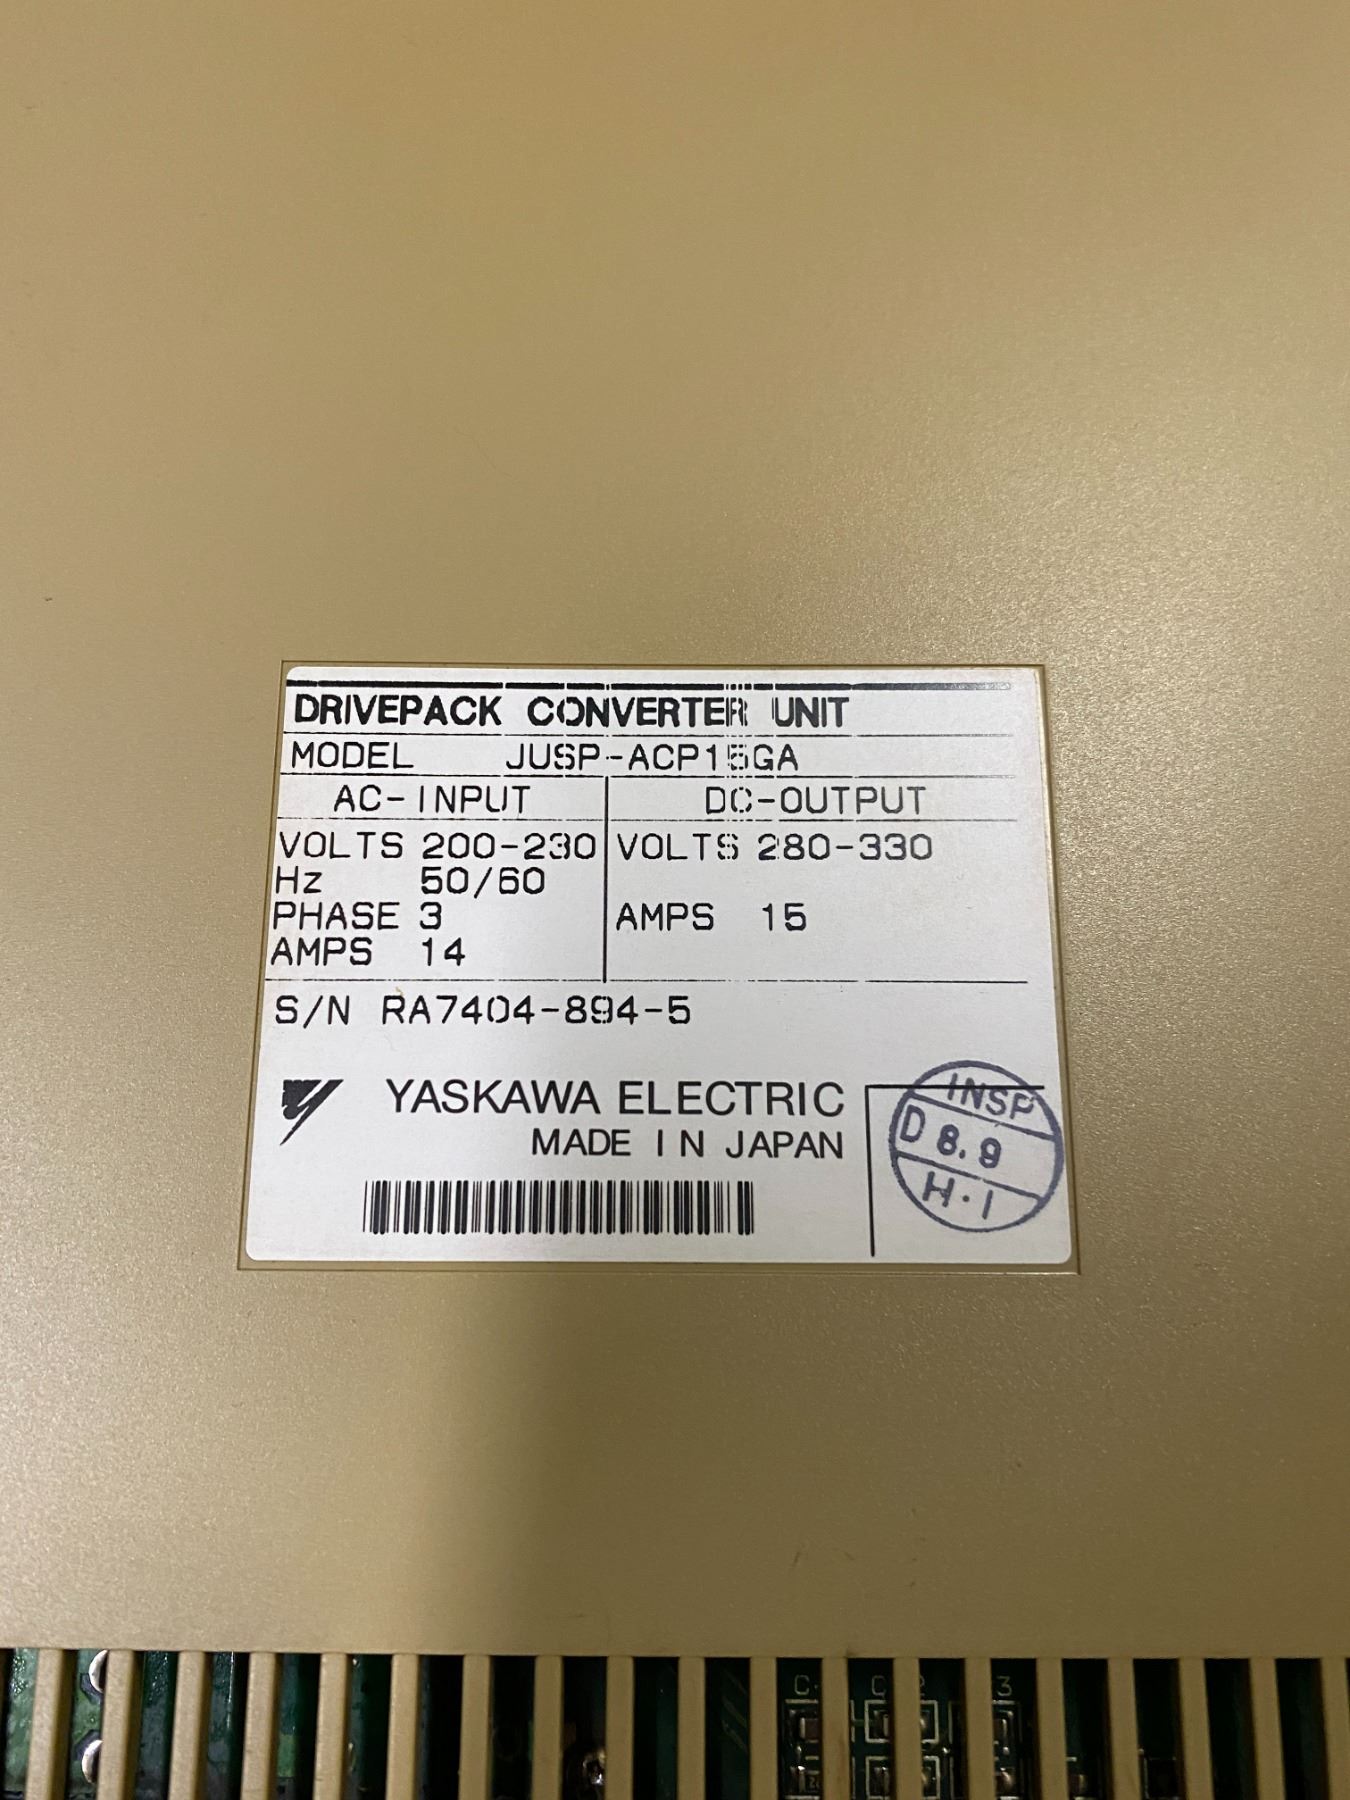 DRIVEPACK CONVERTER UNIT
MODEL JUSP-ACP15GA
AC-INPUT DC-OUTPUT
VOLTS 200-230 VOLTS 280-330
Hz 50/60
PHASE 3 AMPS 15
AMPS 14
S/N RA7404-894-5
YASKAWA ELECTRIC
MADE IN JAPAN
INSP
D 8.9
H.I